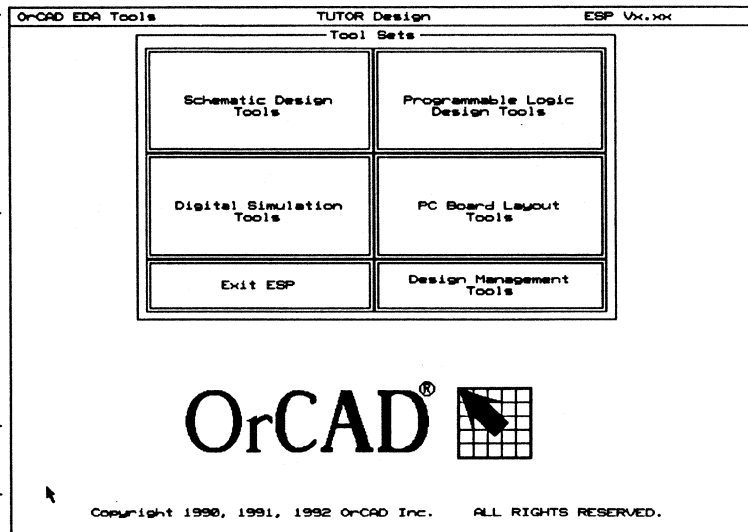 OrCAD EDA Tools TUTOR Design ESP Vx.xx
Tool Sets
Schematic Design
Tools
Programmable Logic
Design Tools
Digital Simulation
Tools
PC Board Layout
Tools
Exit ESP
Design Management
Tools
OrCAD®
Copyright 1990, 1991, 1992 OrCAD Inc. ALL RIGHTS RESERVED.